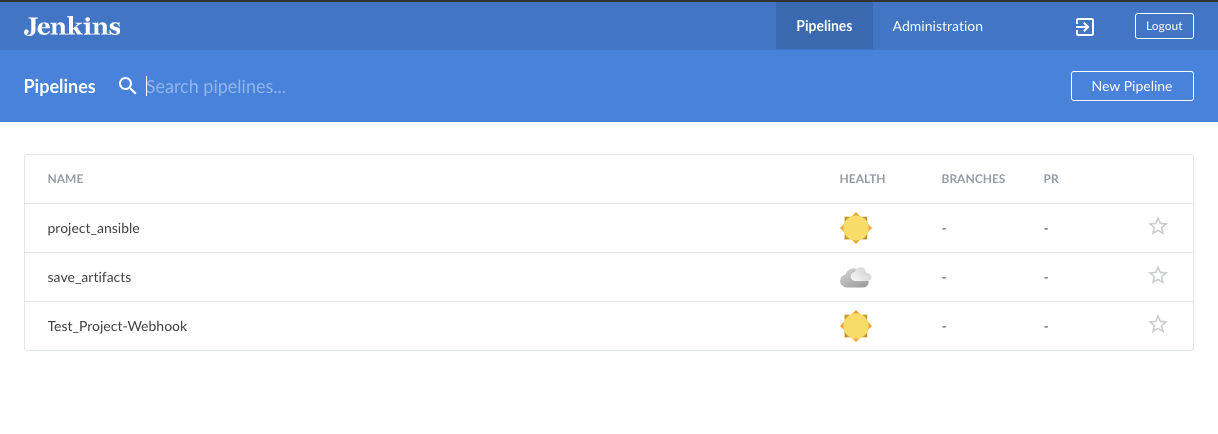 Jenkins Pipelines Administration Logout
Pipelines Search pipelines... New Pipeline
NAME HEALTH BRANCHES PR
project_ansible - -
save_artifacts - -
Test_Project-Webhook - -